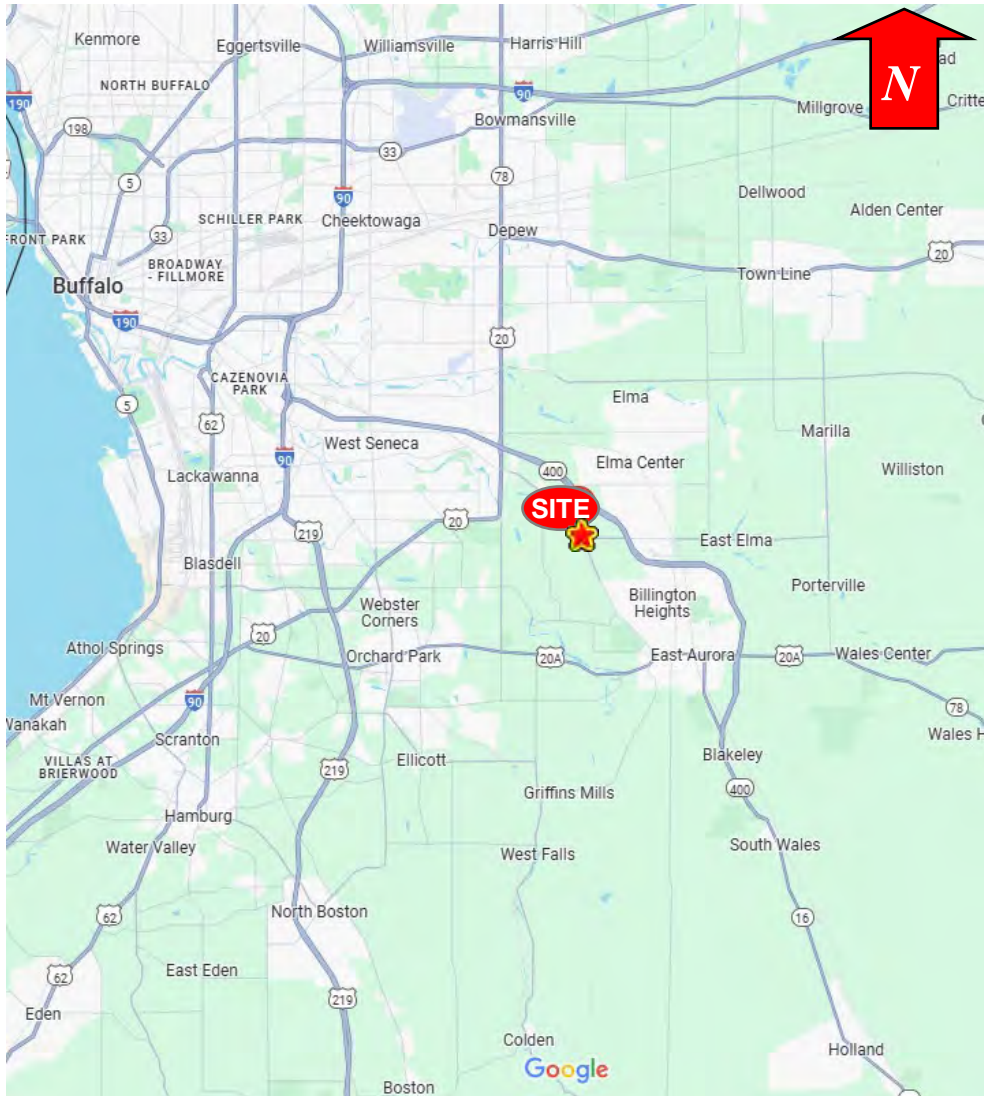 Kenmore
Eggertsville
Williamsville
Harris Hill
N
ad
NORTH BUFFALO
90
190
Millgrove
Critte
198
Bowmansville
33
78
5
90
Dellwood
SCHILLER PARK
Cheektowaga
Alden Center
FRONT PARK
33
Depew
BROADWAY
- FILLMORE
20
Town Line
Buffalo
190
20
CAZENOVIA
PARK
Elma
5
62
Marilla
West Seneca
90
Elma Center
Lackawanna
400
Williston
SITE
20
219
East Elma
Blasdell
Porterville
Billington
Heights
Webster
Corners
20
Athol Springs
Orchard Park
20A
East Aurora
20A
Wales Center
90
Mt Vernon
78
Wanakah
Wales H
Scranton
VILLAS AT
BRIERWOOD
Ellicott
Blakeley
219
400
Griffins Mills
Hamburg
Water Valley
South Wales
West Falls
62
North Boston
16
East Eden
62
219
Eden
Colden
Holland
Google
Boston